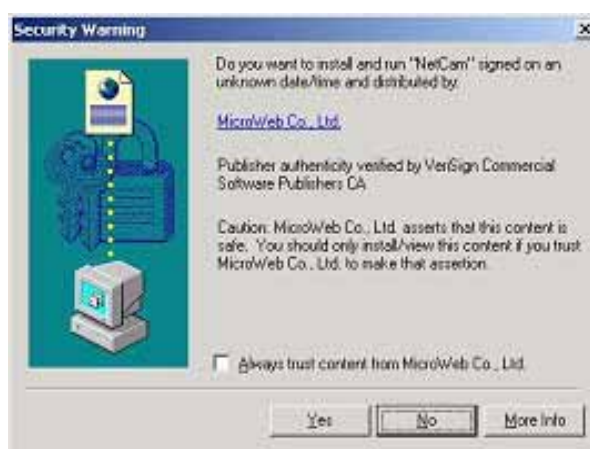 Security Warning
Do you want to install and run "NetCam" signed on an
unknown date/time and distributed by:
MicroWeb Co., Ltd.
Publisher authenticity verified by VeriSign Commercial
Software Publishers CA
Caution: MicroWeb Co., Ltd. asserts that this content is
safe. You should only install/view this content if you trust
MicroWeb Co., Ltd. to make that assertion.
Always trust content from MicroWeb Co., Ltd.
Yes
No
More Info